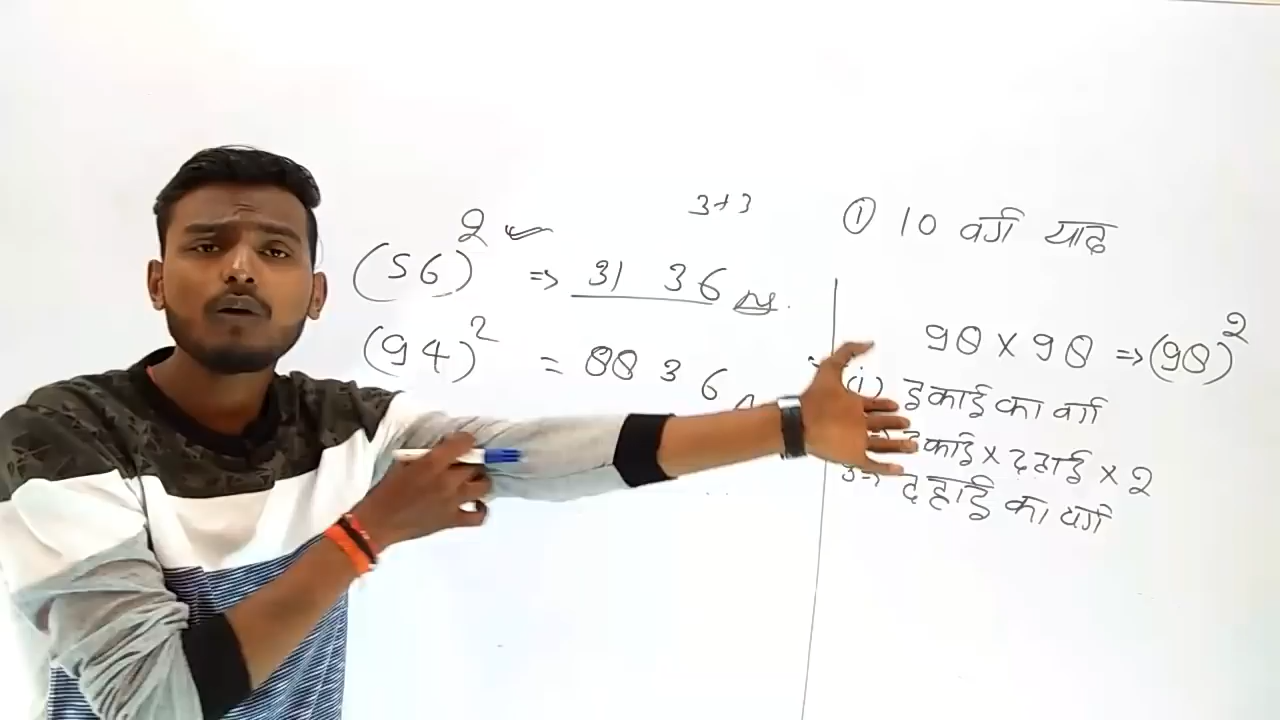 3+3
(56)² ✓ => 31 36 Ans.
(94)² = 88 36
① 10 वर्ग याद
98 × 98 => (98)²
(i) इकाई का वर्ग
इकाई × दहाई × 2
3 => दहाई का वर्ग